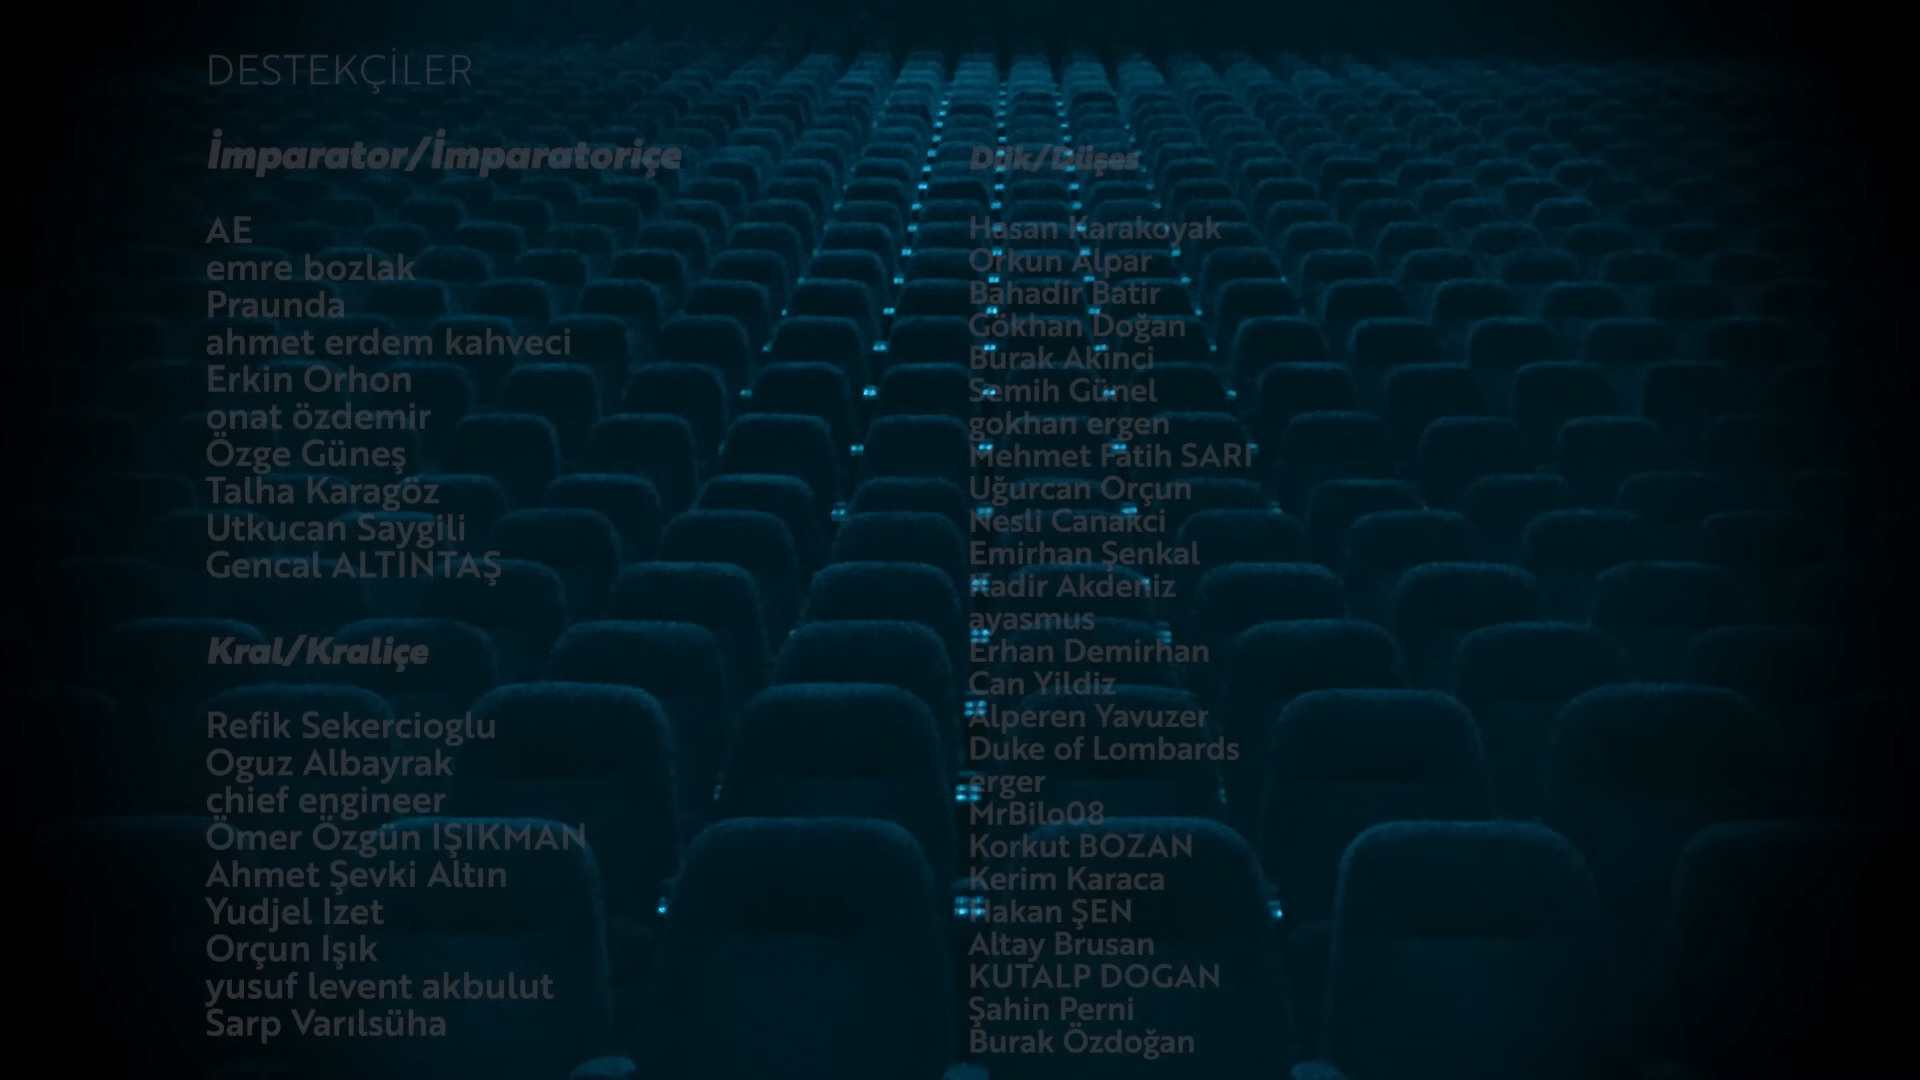 DESTEKÇİLER
İmparator/İmparatoriçe
AE
emre bozlak
Praunda
ahmet erdem kahveci
Erkin Orhon
onat özdemir
Özge Güneş
Talha Karagöz
Utkucan Saygili
Gencal ALTINTAŞ
Kral/Kraliçe
Refik Sekercioglu
Oguz Albayrak
chief engineer
Ömer Özgün IŞIKMAN
Ahmet Şevki Altın
Yudjel Izet
Orçun Işık
yusuf levent akbulut
Sarp Varılsüha
Dük/Düşes
Hasan Karakoyak
Orkun Alpar
Bahadir Batir
Gökhan Doğan
Burak Akinci
Semih Günel
gokhan ergen
Mehmet Fatih SARI
Uğurcan Orçun
Nesli Canakci
Emirhan Şenkal
Kadir Akdeniz
ayasmus
Erhan Demirhan
Can Yildiz
Alperen Yavuzer
Duke of Lombards
erger
MrBilo08
Korkut BOZAN
Kerim Karaca
Hakan ŞEN
Altay Brusan
KUTALP DOGAN
Şahin Perni
Burak Özdoğan